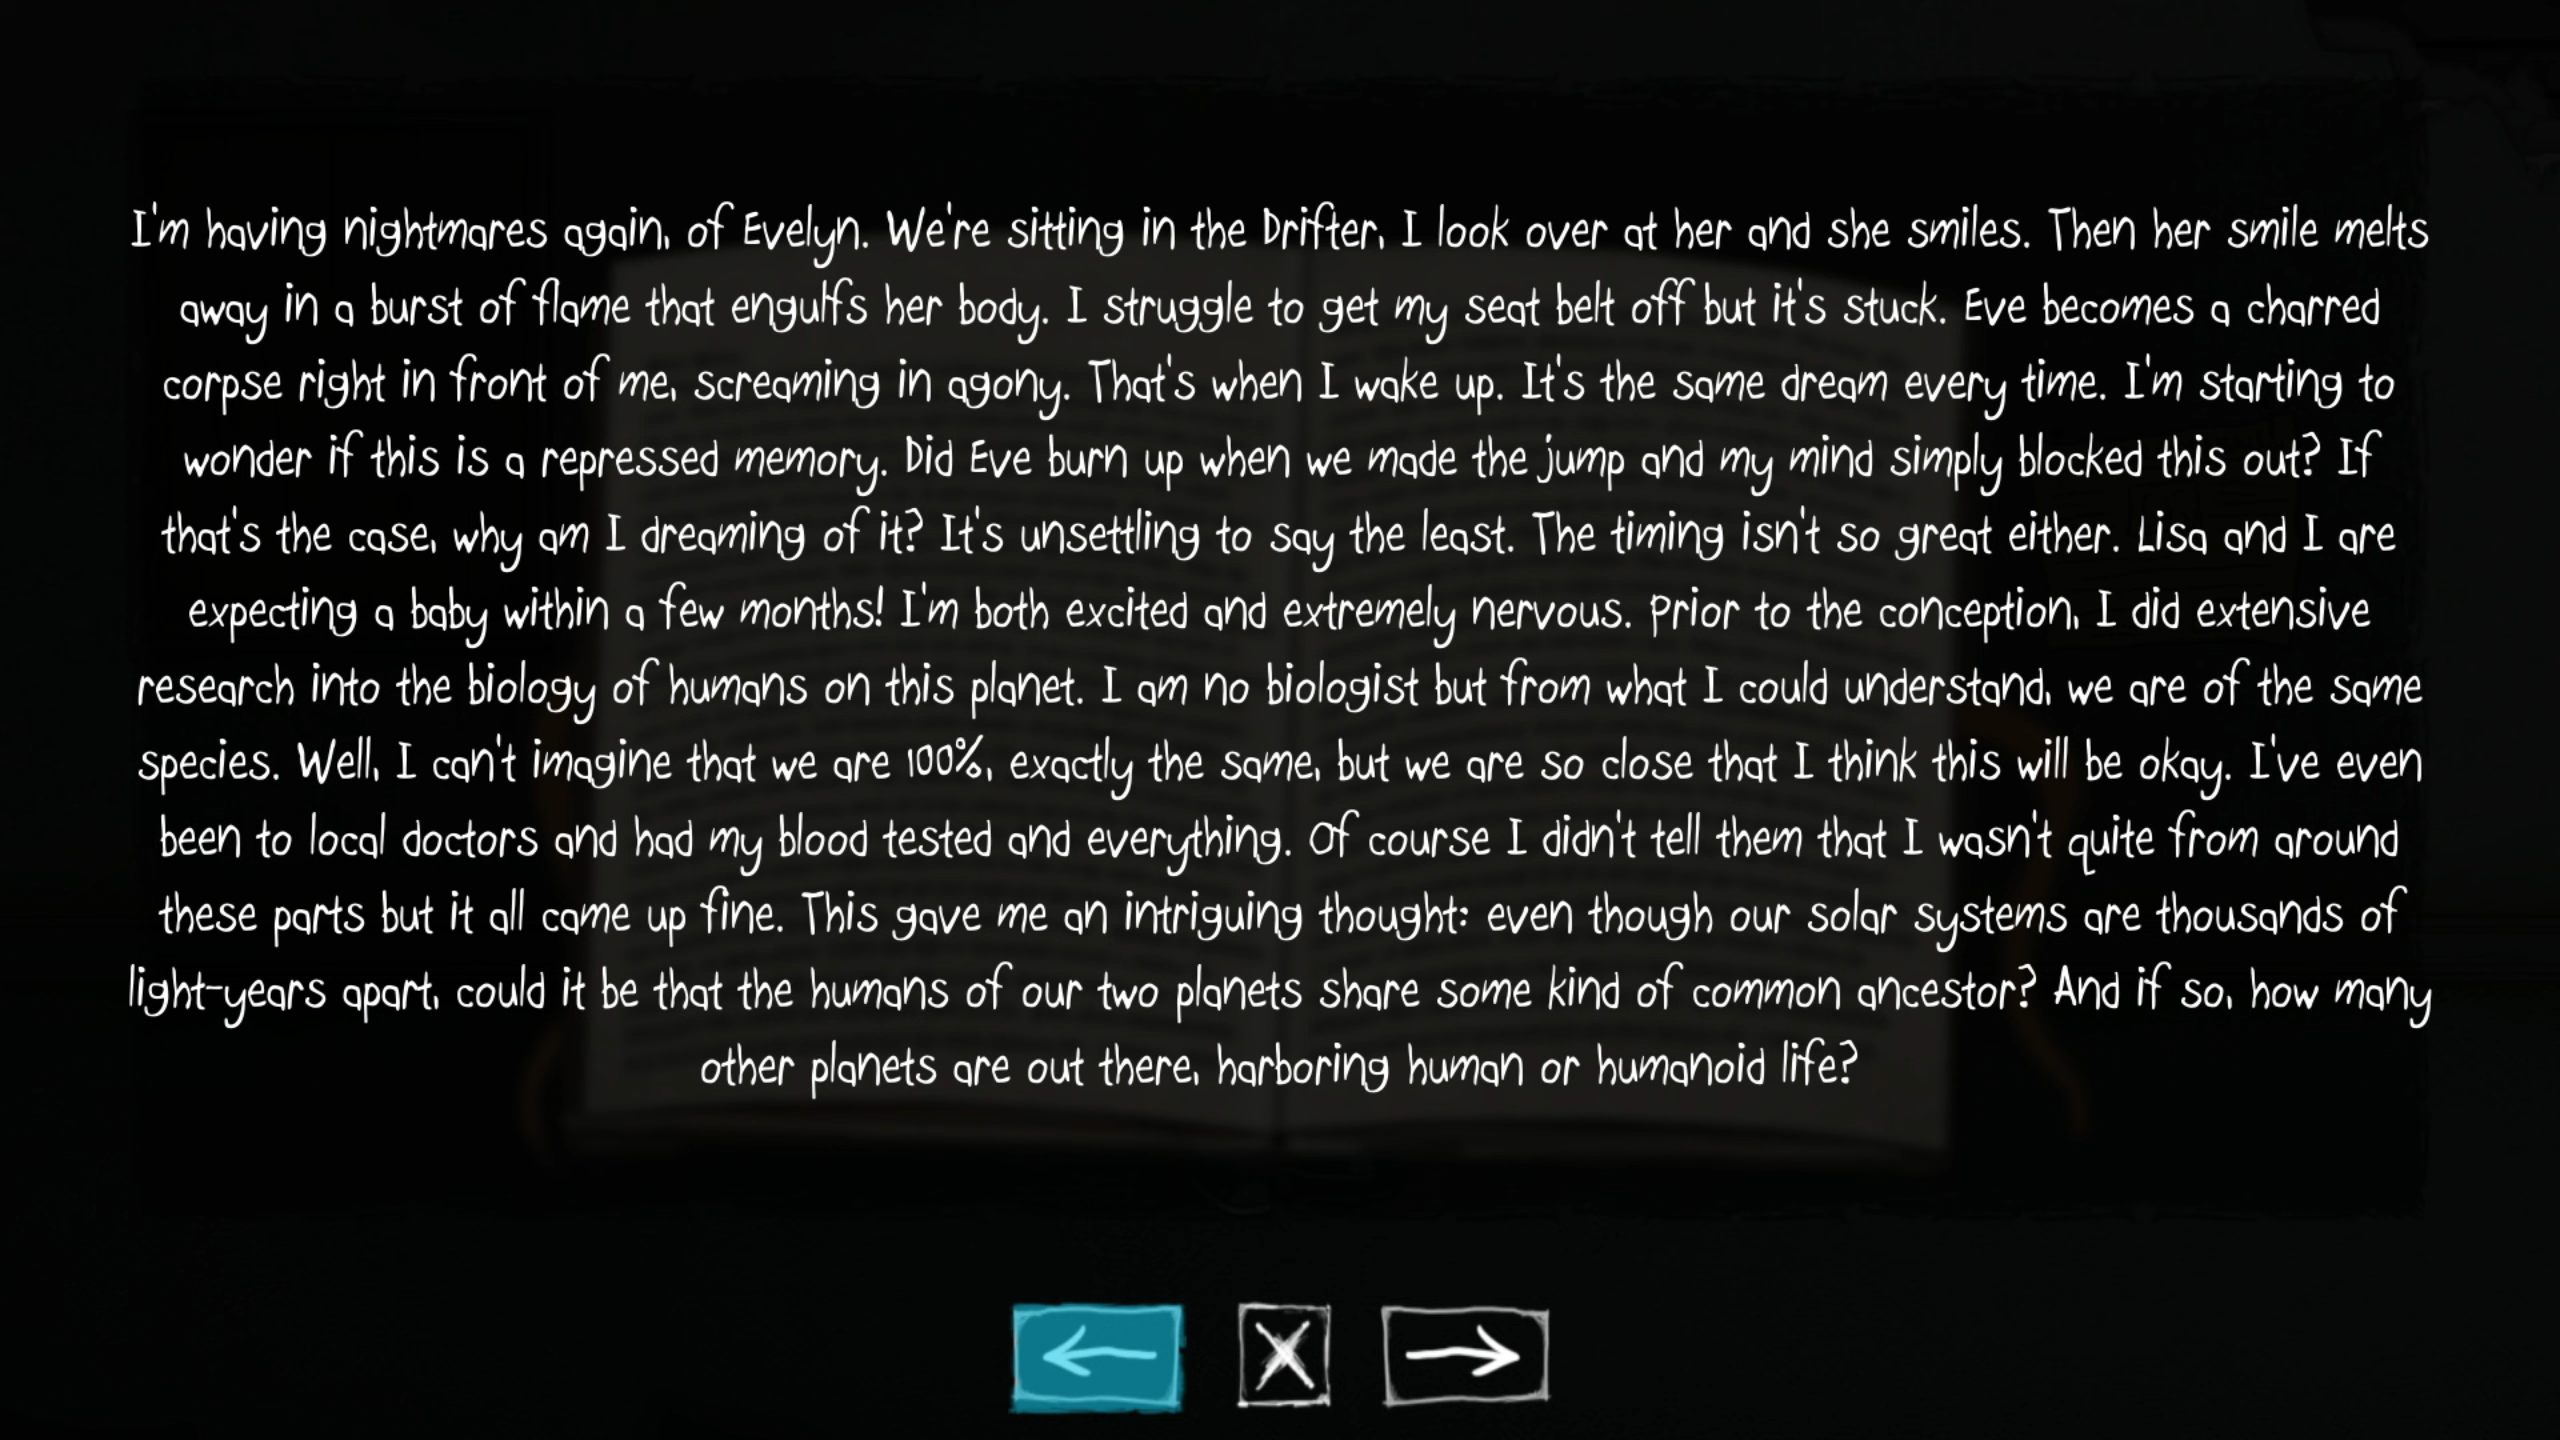 I'm having nightmares again, of Evelyn. We're sitting in the Drifter, I look over at her and she smiles. Then her smile melts
away in a burst of flame that engulfs her body. I struggle to get my seat belt off but it's stuck. Eve becomes a charred
corpse right in front of me, screaming in agony. That's when I wake up. It's the same dream every time. I'm starting to
wonder if this is a repressed memory. Did Eve burn up when we made the jump and my mind simply blocked this out? If
that's the case, why am I dreaming of it? It's unsettling to say the least. The timing isn't so great either. Lisa and I are
expecting a baby within a few months! I'm both excited and extremely nervous. Prior to the conception, I did extensive
research into the biology of humans on this planet. I am no biologist but from what I could understand, we are of the same
species. Well, I can't imagine that we are 100%, exactly the same, but we are so close that I think this will be okay. I've even
been to local doctors and had my blood tested and everything. Of course I didn't tell them that I wasn't quite from around
these parts but it all came up fine. This gave me an intriguing thought: even though our solar systems are thousands of
light-years apart, could it be that the humans of our two planets share some kind of common ancestor? And if so, how many
other planets are out there, harboring human or humanoid life?